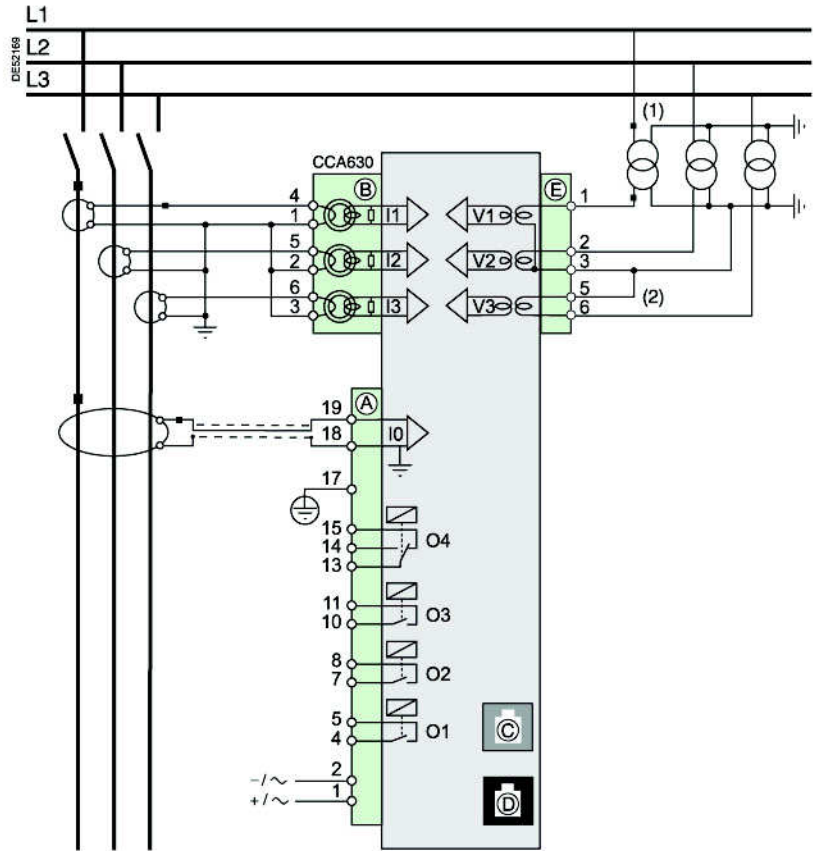 L1
L2
L3
DE52169
(1)
CCA630
B
E
4
1
5
2
6
3
I1
I2
I3
V1
V2
V3
1
2
3
5
6
(2)
A
19
18
I0
17
15
14
13
O4
11
10
O3
8
7
O2
5
4
O1
C
2
-/~
1
+/~
D